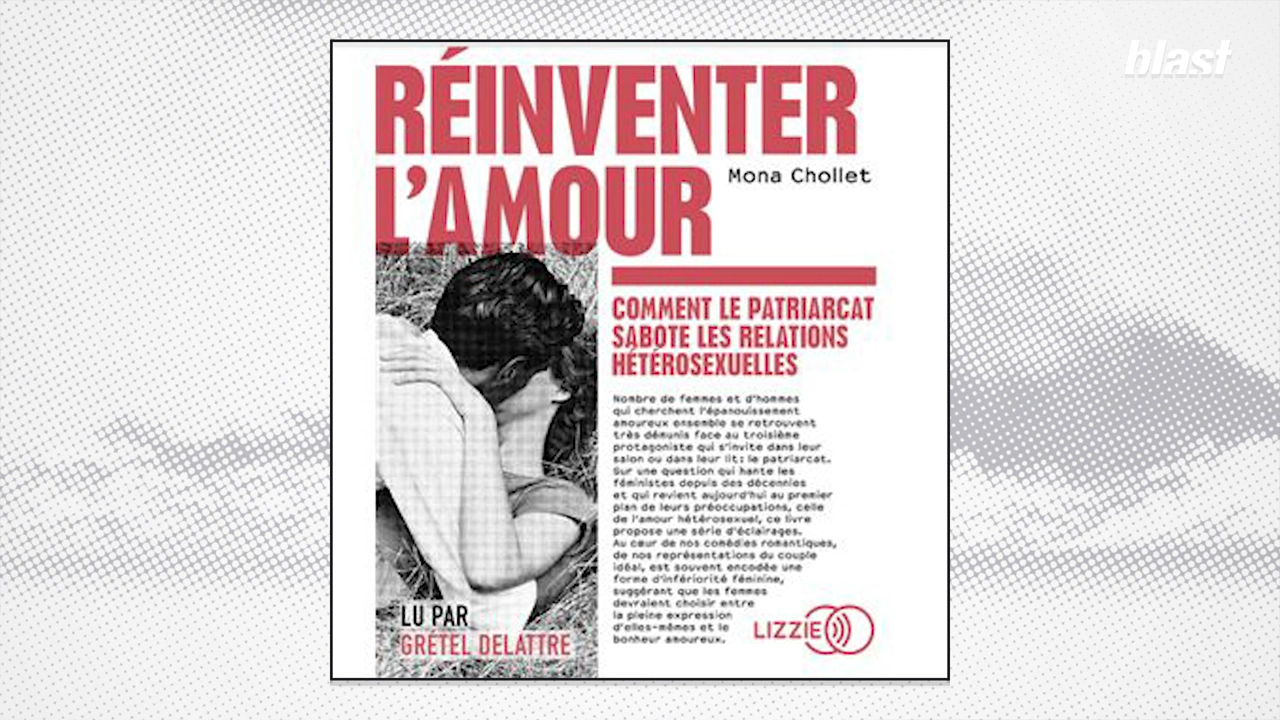 blast
RÉINVENTER
L'AMOUR
Mona Chollet
COMMENT LE PATRIARCAT
SABOTE LES RELATIONS
HÉTÉROSEXUELLES
Nombre de femmes et d'hommes
qui cherchent l'épanouissement
amoureux ensemble se retrouvent
très démunis face au troisième
protagoniste qui s'invite dans leur
salon ou dans leur lit : le patriarcat.
Sur une question qui hante les
féministes depuis des décennies
et qui revient aujourd'hui au premier
plan de leurs préoccupations, celle
de l'amour hétérosexuel, ce livre
propose une série d'éclairages.
Au cœur de nos comédies romantiques,
de nos représentations du couple
idéal, est souvent encodée une
forme d'infériorité féminine,
suggérant que les femmes
devraient choisir entre
la pleine expression
d'elles-mêmes et le
bonheur amoureux.
LU PAR
GRÉTEL DELATTRE
LIZZIE